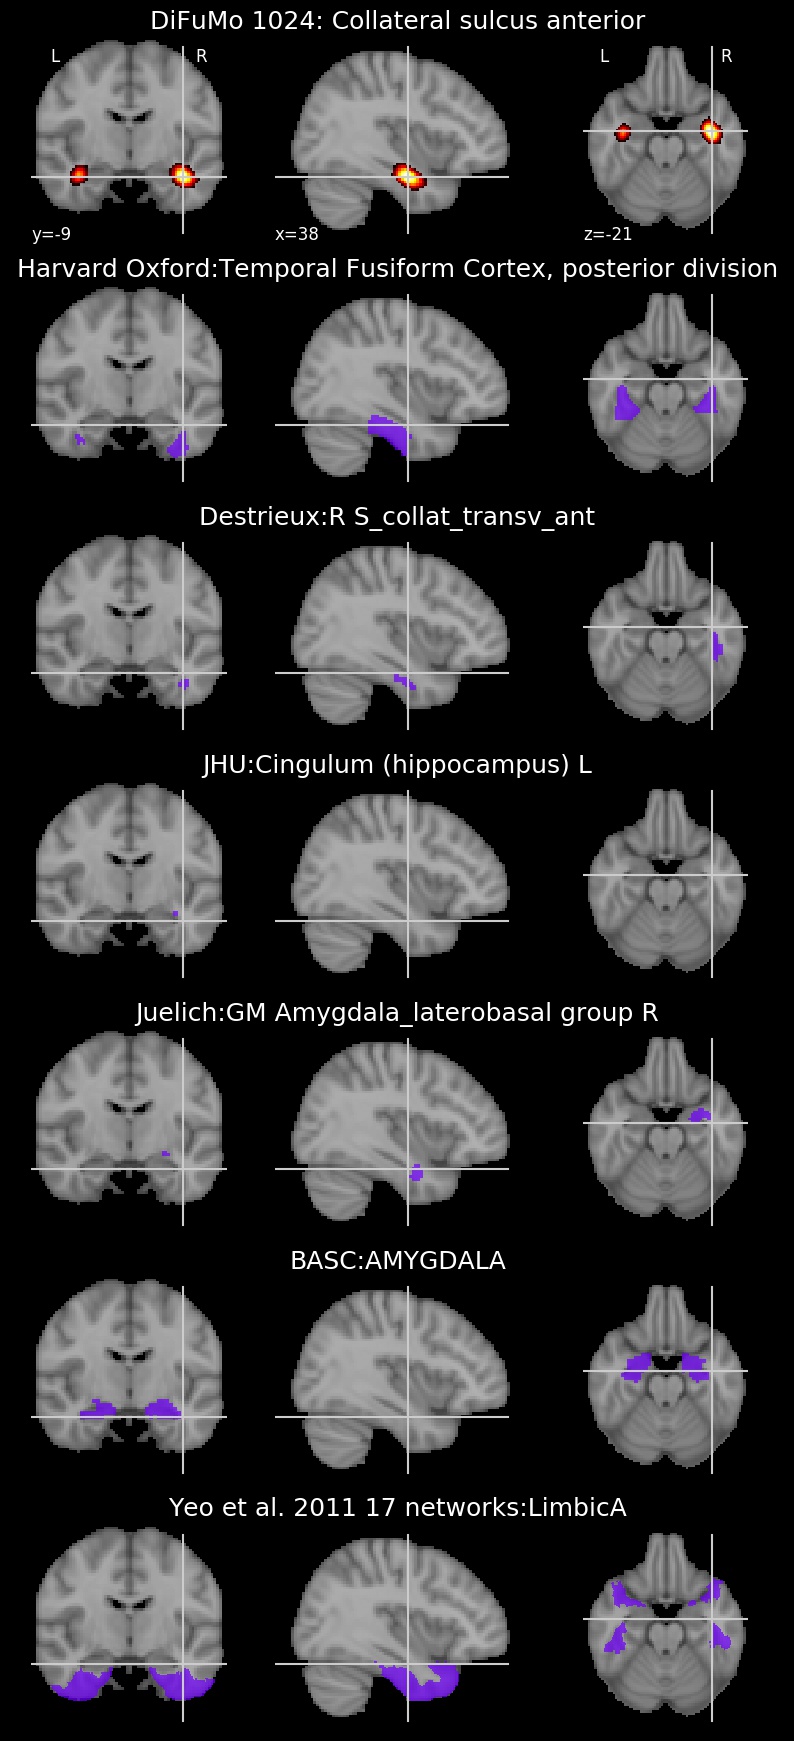 DiFuMo 1024: Collateral sulcus anterior
L R L R
y=-9 x=38 z=-21
Harvard Oxford:Temporal Fusiform Cortex, posterior division
Destrieux:R S_collat_transv_ant
JHU:Cingulum (hippocampus) L
Juelich:GM Amygdala_laterobasal group R
BASC:AMYGDALA
Yeo et al. 2011 17 networks:LimbicA